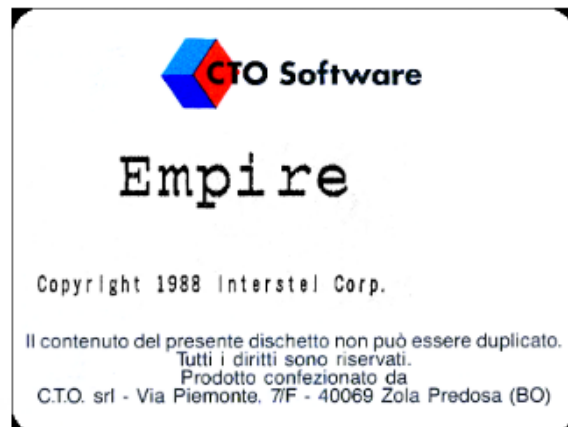 CTO Software
Empire
Copyright 1988 Interstel Corp.
Il contenuto del presente dischetto non può essere duplicato.
Tutti i diritti sono riservati.
Prodotto confezionato da
C.T.O. srl - Via Piemonte, 7/F - 40069 Zola Predosa (BO)